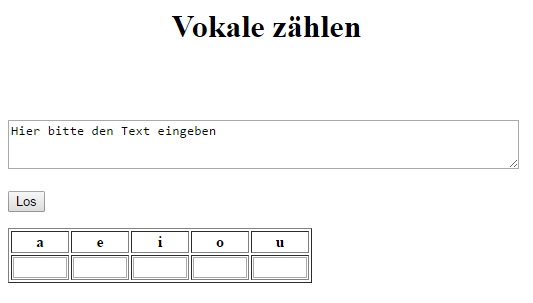 Vokale zählen
Hier bitte den Text eingeben
Los
a e i o u